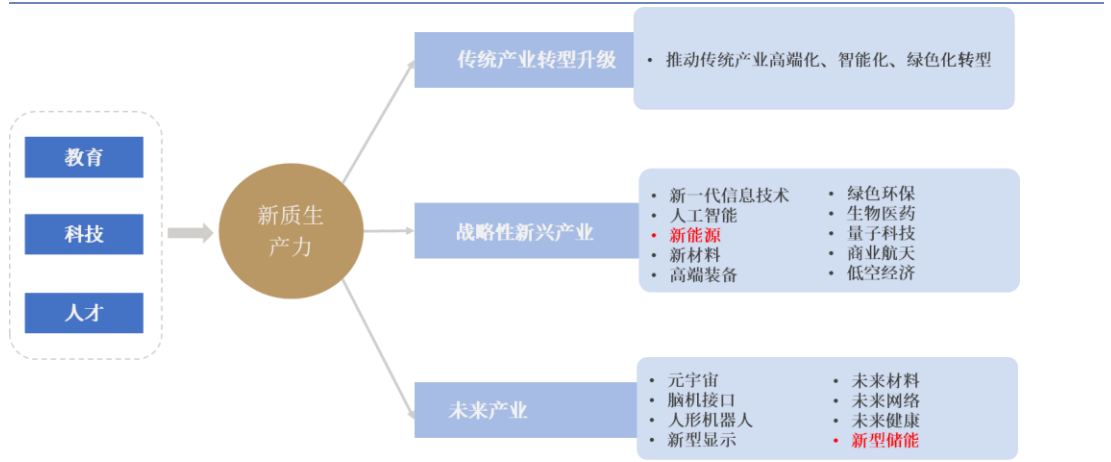 教育
科技
人才
新质生
产力
传统产业转型升级
• 推动传统产业高端化、智能化、绿色化转型
战略性新兴产业
• 新一代信息技术
• 人工智能
• 新能源
• 新材料
• 高端装备
• 绿色环保
• 生物医药
• 量子科技
• 商业航天
• 低空经济
未来产业
• 元宇宙
• 脑机接口
• 人形机器人
• 新型显示
• 未来材料
• 未来网络
• 未来健康
• 新型储能